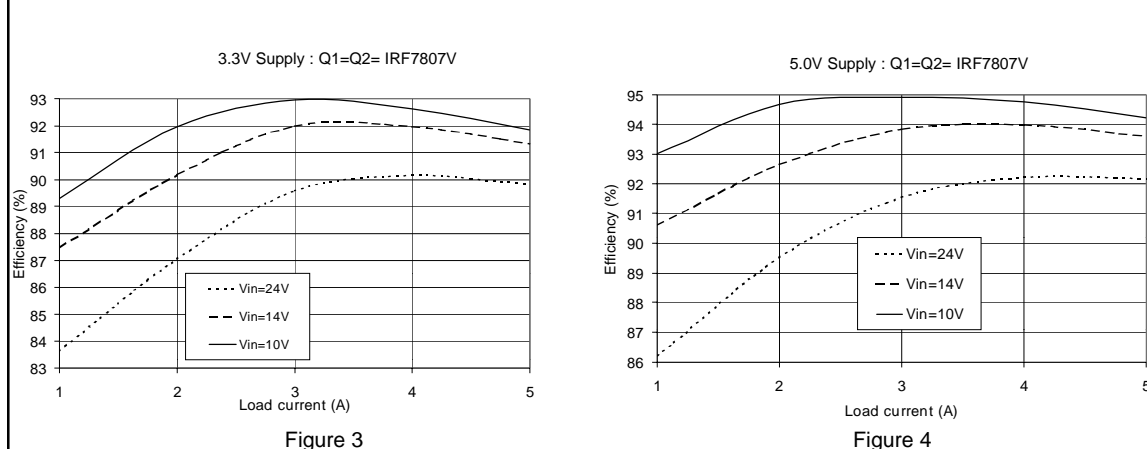 3.3V Supply : Q1=Q2= IRF7807V
93
92
91
90
89
88
87
86
85
84
83
Efficiency (%)
Vin=24V
Vin=14V
Vin=10V
1
2
3
4
5
Load current (A)
Figure 3
5.0V Supply : Q1=Q2= IRF7807V
95
94
93
92
91
90
89
88
87
86
Efficiency (%)
Vin=24V
Vin=14V
Vin=10V
1
2
3
4
5
Load current (A)
Figure 4